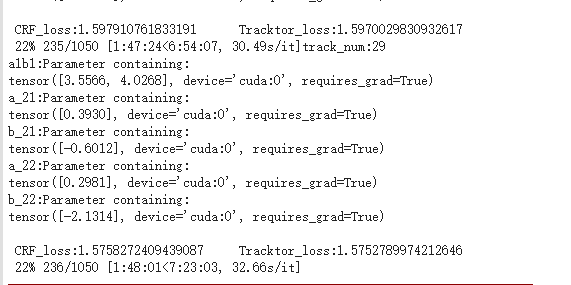 CRF_loss:1.597910761833191 Tracktor_loss:1.5970029830932617
22% 235/1050 [1:47:24<6:54:07, 30.49s/it]track_num:29
a1b1:Parameter containing:
tensor([3.5566, 4.0268], device='cuda:0', requires_grad=True)
a_21:Parameter containing:
tensor([0.3930], device='cuda:0', requires_grad=True)
b_21:Parameter containing:
tensor([-0.6012], device='cuda:0', requires_grad=True)
a_22:Parameter containing:
tensor([0.2981], device='cuda:0', requires_grad=True)
b_22:Parameter containing:
tensor([-2.1314], device='cuda:0', requires_grad=True)
CRF_loss:1.5758272409439087 Tracktor_loss:1.5752789974212646
22% 236/1050 [1:48:01<7:23:03, 32.66s/it]